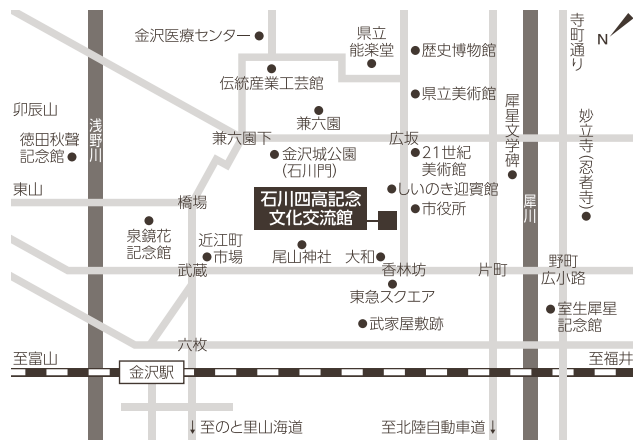 金沢医療センター
県立
能楽堂
歴史博物館
寺町通り
N
伝統産業工芸館
県立美術館
卯辰山
徳田秋聲
記念館
浅野川
兼六園
兼六園下
広坂
犀星文学碑
妙立寺(忍者寺)
金沢城公園
(石川門)
21世紀
美術館
しいのき迎賓館
東山
橋場
石川四高記念
文化交流館
市役所
犀川
泉鏡花
記念館
近江町
市場
尾山神社
大和
武蔵
香林坊
片町
野町
広小路
東急スクエア
武家屋敷跡
室生犀星
記念館
六枚
至富山
金沢駅
至福井
↓至のと里山海道
至北陸自動車道↓